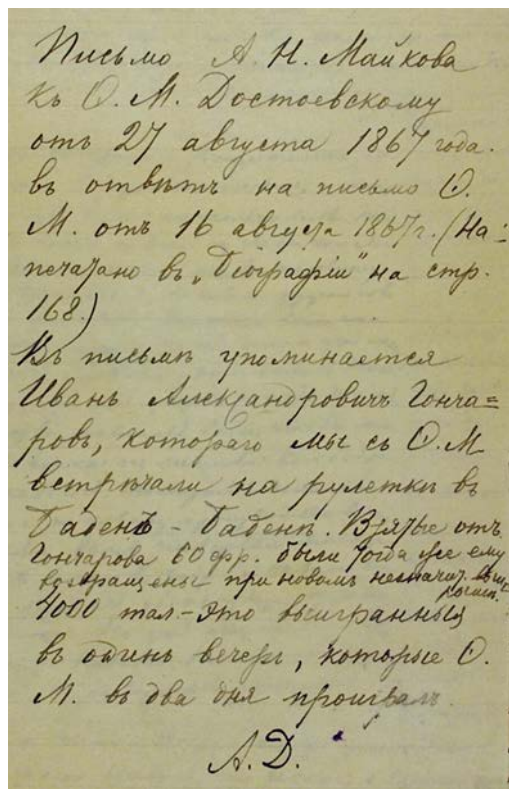 Письмо А. Н. Майкова
къ Ѳ. М. Достоевскому
отъ 27 августа 1867 года.
въ отвѣтъ на письмо Ѳ.
М. отъ 16 августа 1867 г. (На-
печатано въ „Біографіи" на стр.
168.)
Въ письмѣ упоминается
Иванъ Александровичъ Гонча=
ровъ, котораго мы съ Ѳ. М.
встрѣчали на рулеткѣ въ
Баденъ - Баденѣ. Взятые отъ
Гончарова 60 фр. были тогда же ему
возвращены при новомъ незначит.
4000 тал. - это выигранныя
въ одинъ вечеръ, которые Ѳ.
М. въ два дня проигралъ.
А. Д.